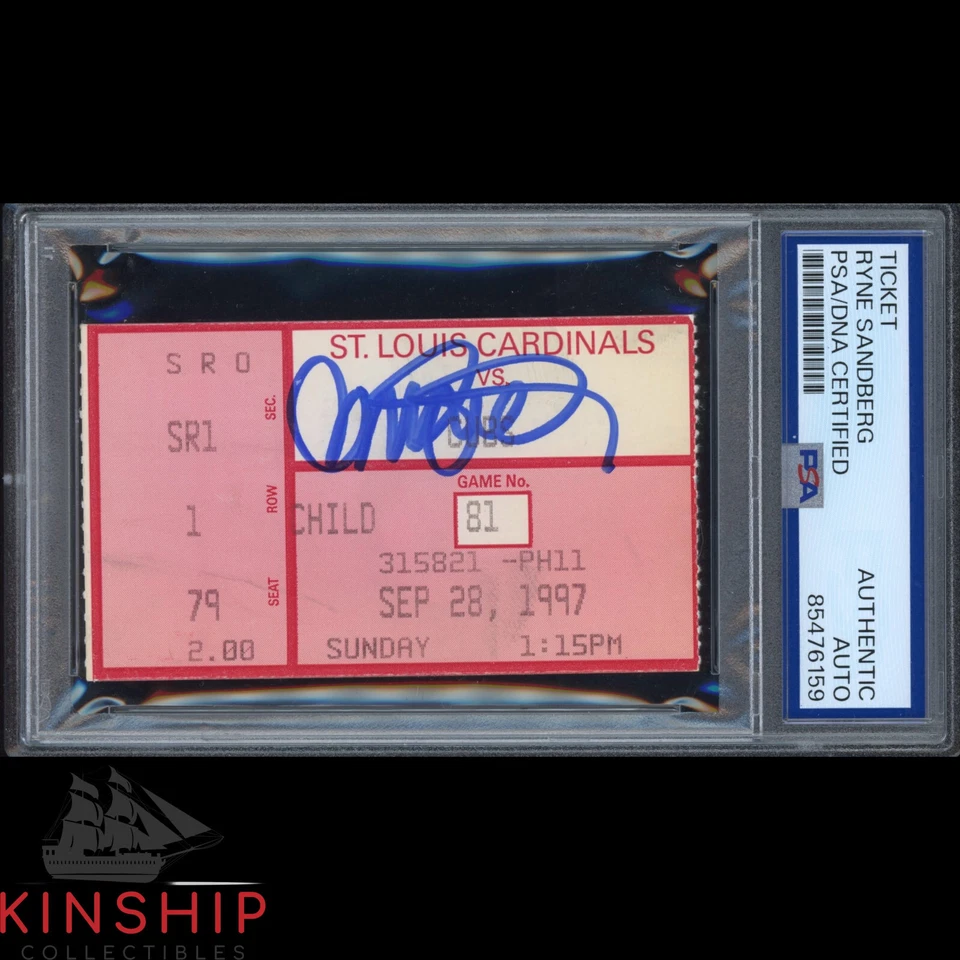 S R O
SR1
SEC.
1
ROW
79
SEAT
2.00
ST. LOUIS CARDINALS
VS.
CUBS
GAME No.
CHILD
81
315821 -PH11
SEP 28, 1997
SUNDAY 1:15PM
TICKET
RYNE SANDBERG
PSA/DNA CERTIFIED
PSA
AUTHENTIC
AUTO
85476159
KINSHIP
COLLECTIBLES